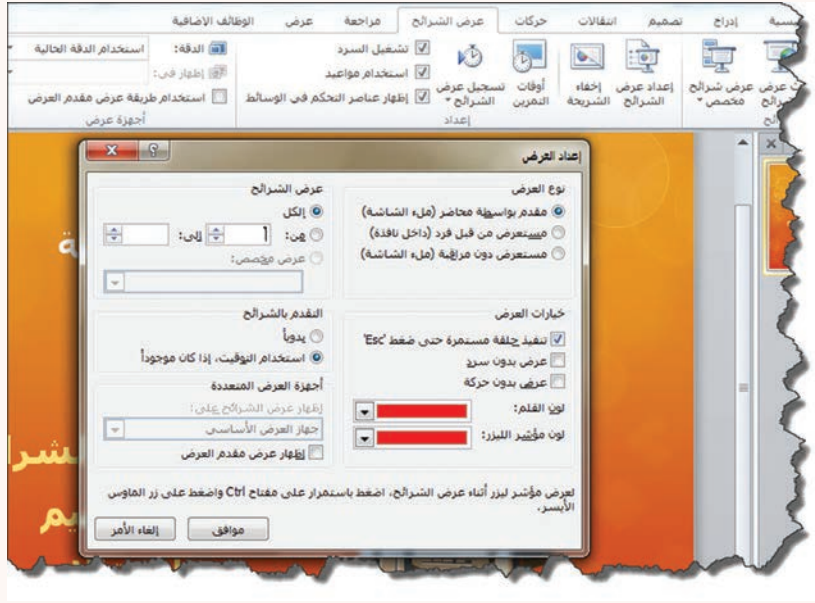 إدراج تصميم انتقالات حركات عرض الشرائح مراجعة عرض الوظائف الإضافية
عرض شرائح مخصص
إعداد عرض الشرائح
إخفاء الشريحة
أوقات التمرين
تسجيل عرض الشرائح
تشغيل السرد
استخدام مواعيد
إظهار عناصر التحكم في الوسائط
إعداد
الدقة: استخدام الدقة الحالية
إظهار في:
استخدام طريقة عرض مقدم العرض
أجهزة عرض
إعداد العرض
نوع العرض
مقدم بواسطة محاضر (ملء الشاشة)
مستعرض من قبل فرد (داخل نافذة)
مستعرض دون مراقبة (ملء الشاشة)
عرض الشرائح
الكل
من: 1 إلى:
عرض مخصص:
خيارات العرض
تنفيذ حلقة مستمرة حتى ضغط 'Esc'
عرض بدون سرد
عرض بدون حركة
لون القلم:
لون مؤشر الليزر:
التقدم بالشرائح
يدوياً
استخدام التوقيت، إذا كان موجوداً
أجهزة العرض المتعددة
إظهار عرض الشرائح على:
جهاز العرض الأساسي
إظهار عرض مقدم العرض
لعرض مؤشر ليزر أثناء عرض الشرائح، اضغط باستمرار على مفتاح Ctrl واضغط على زر الماوس
الأيسر.
موافق إلغاء الأمر